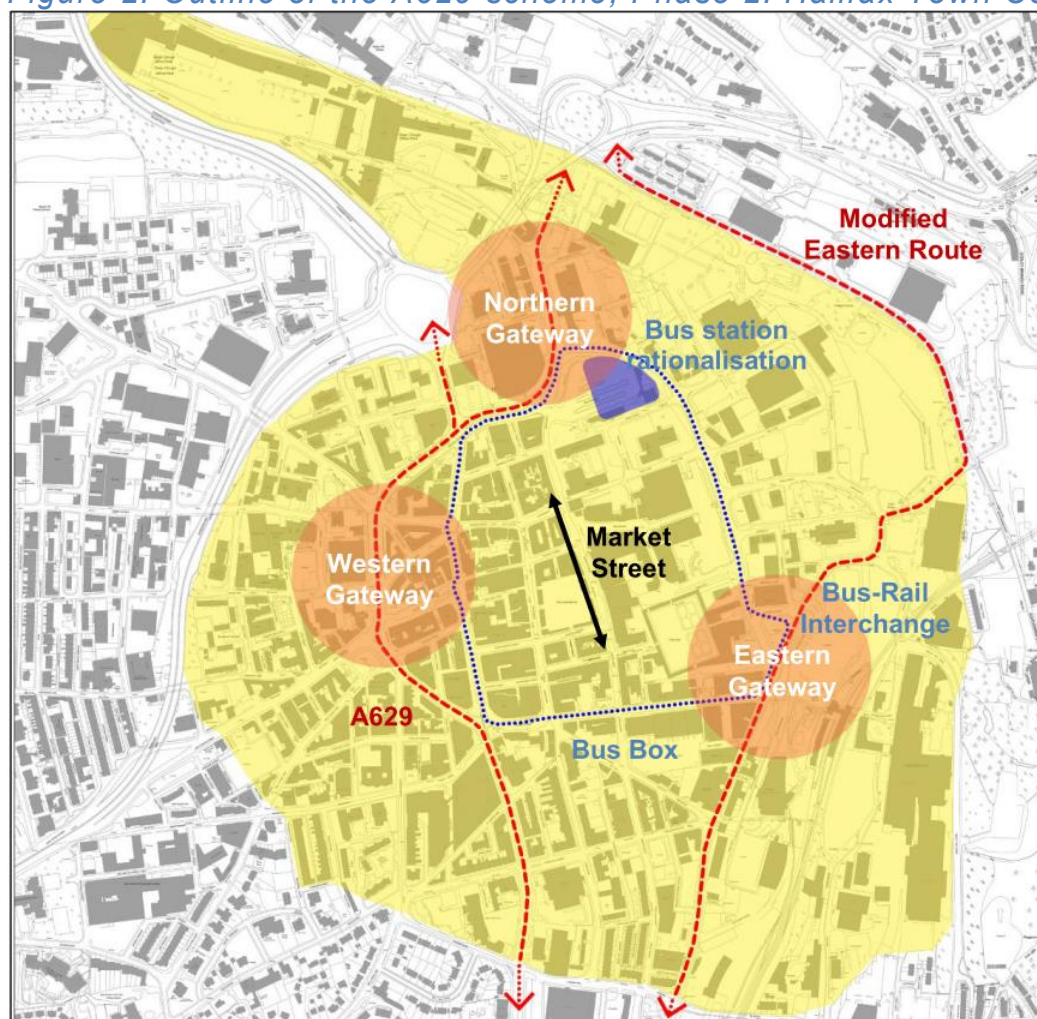 Figure 2: Outline of the A629 scheme, Phase 2: Halifax Town Ce
Modified
Eastern Route
Northern
Gateway
Bus station
rationalisation
Market
Street
Western
Gateway
Bus-Rail
Interchange
Eastern
Gateway
A629
Bus Box